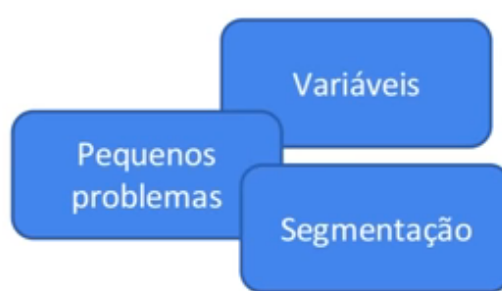 Variáveis
Pequenos
problemas
Segmentação